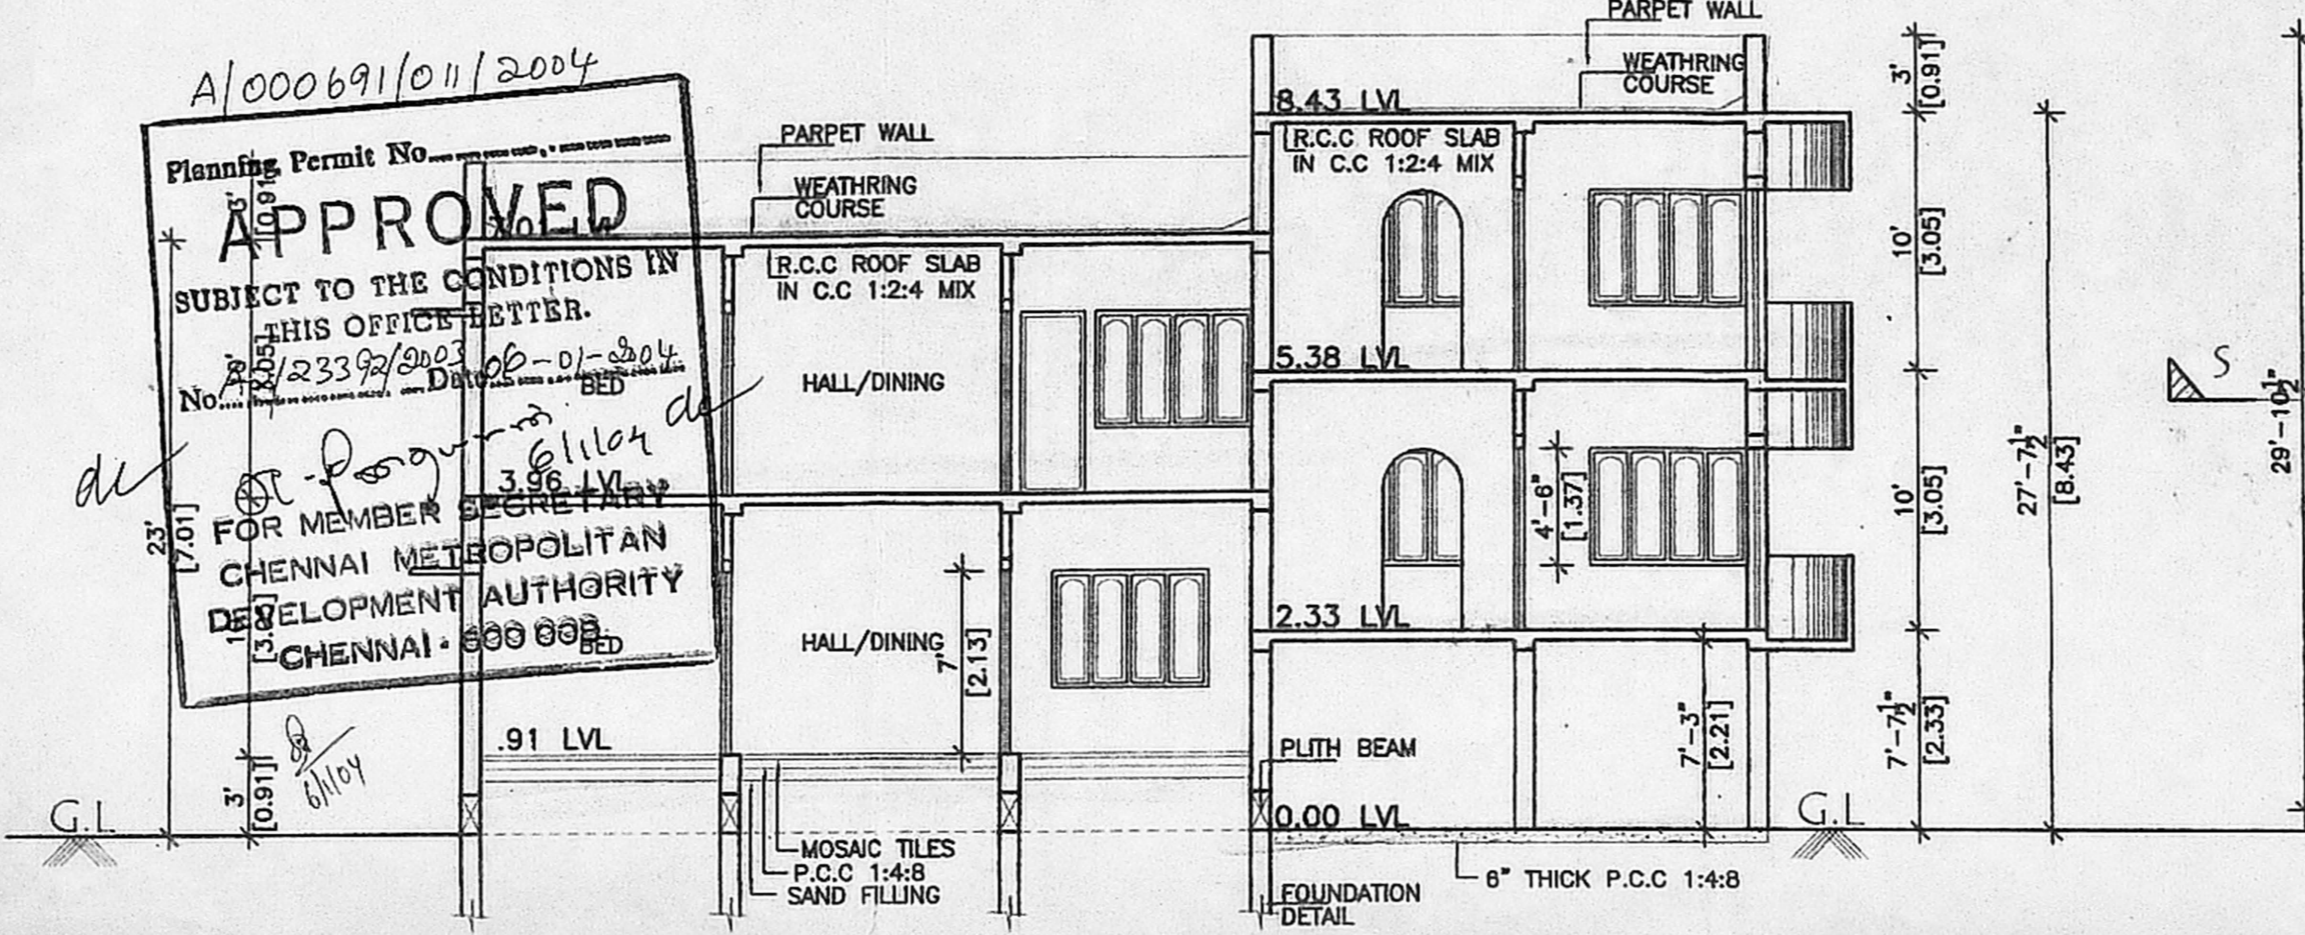 A/000691/011/2004
Planning Permit No.
APPROVED
SUBJECT TO THE CONDITIONS IN
THIS OFFICE LETTER.
No. /23392/2003 Date 06-01-2004
6/1/04
FOR MEMBER SECRETARY
CHENNAI METROPOLITAN
DEVELOPMENT AUTHORITY
CHENNAI - 600 008.
6/1/04
PARPET WALL
WEATHRING
COURSE
R.C.C ROOF SLAB
IN C.C 1:2:4 MIX
HALL/DINING
BED
3.96 LVL
HALL/DINING
BED
7'
[2.13]
.91 LVL
23'
[7.01]
3'
[0.91]
G.L
MOSAIC TILES
P.C.C 1:4:8
SAND FILLING
PARPET WALL
WEATHRING
COURSE
8.43 LVL
R.C.C ROOF SLAB
IN C.C 1:2:4 MIX
5.38 LVL
4'-6"
[1.37]
2.33 LVL
PLITH BEAM
7'-3"
[2.21]
0.00 LVL
6" THICK P.C.C 1:4:8
FOUNDATION
DETAIL
G.L
3'
[0.91]
10'
[3.05]
10'
[3.05]
7'-7½"
[2.33]
27'-7½"
[8.43]
S
29'-10½"